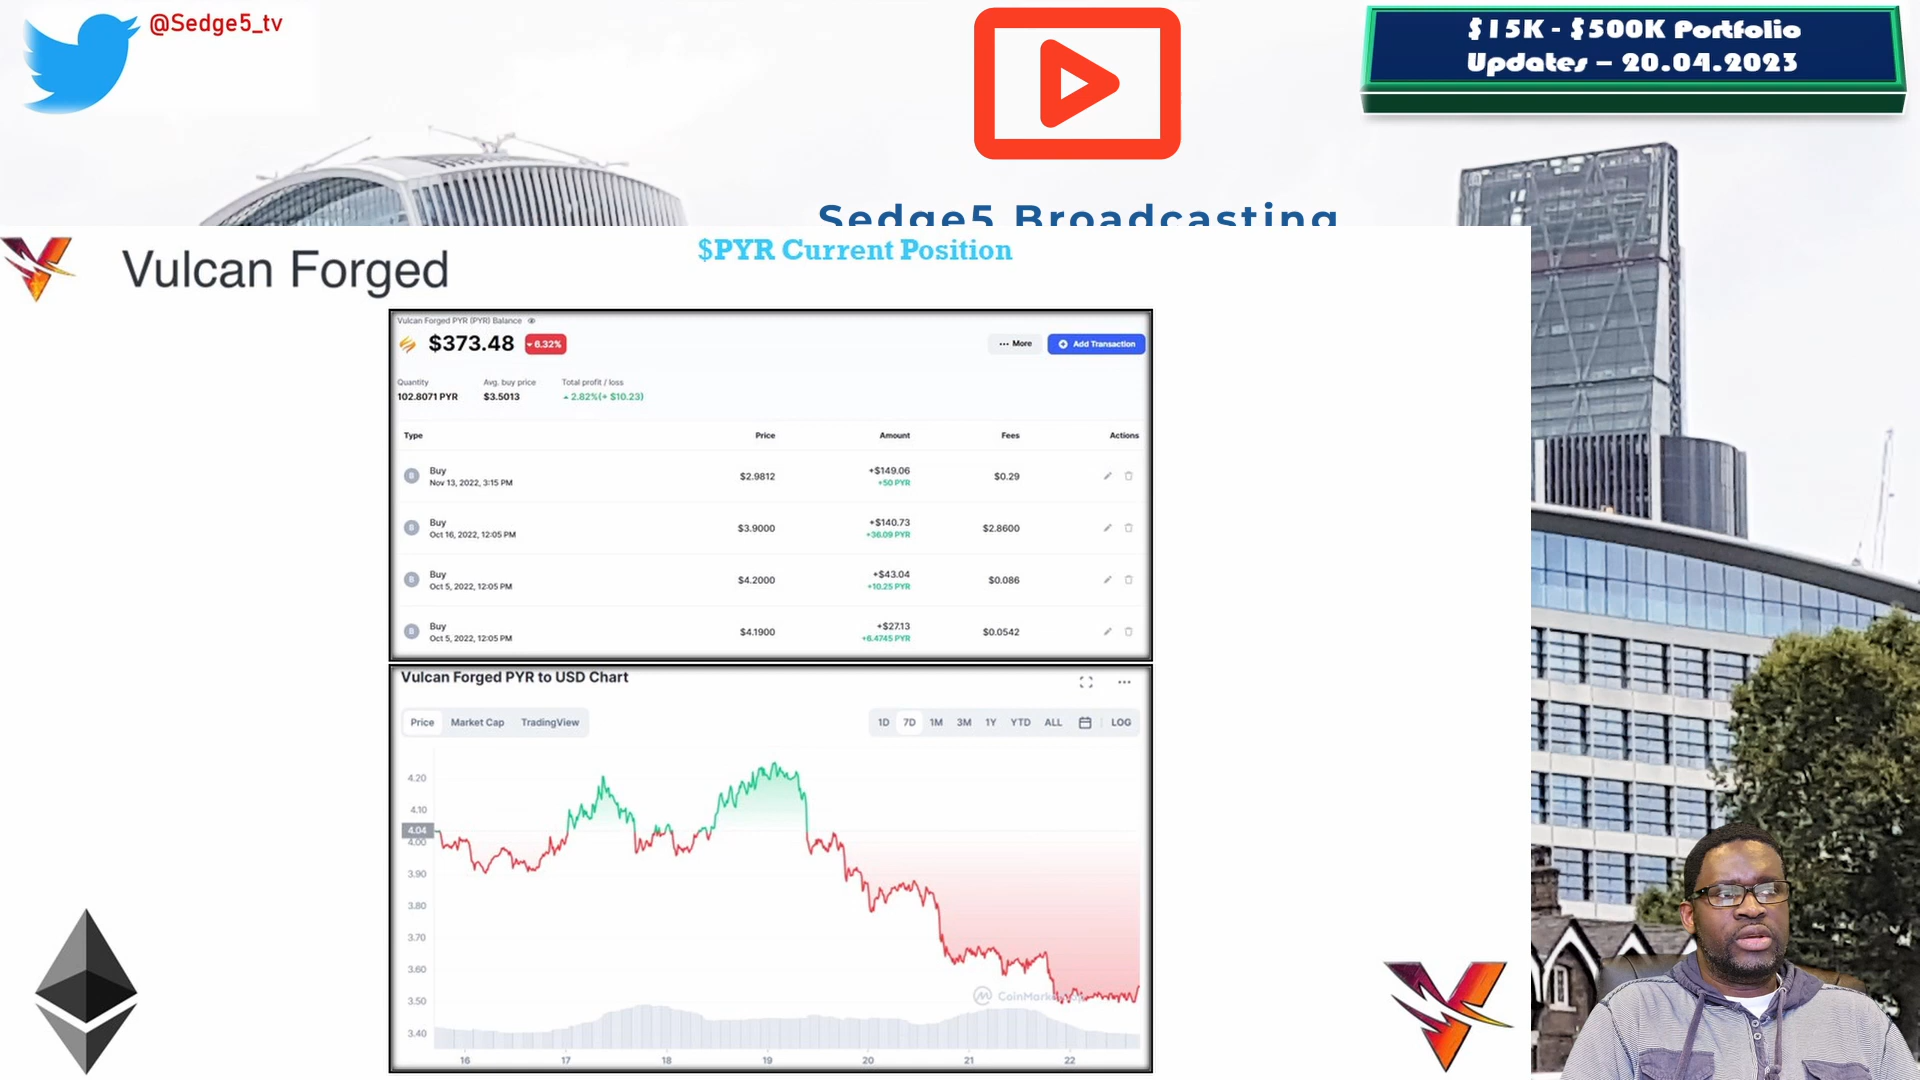 @Sedge5_tv
$15K - $500K Portfolio
Updates – 20.04.2023
Sedge5 Broadcasting
Vulcan Forged
$PYR Current Position
Vulcan Forged PYR (PYR) Balance
$373.48 6.32%
More Add Transaction
Quantity Avg. buy price Total profit / loss
102.8071 PYR $3.5013 2.82%(+ $10.23)
Type Price Amount Fees Actions
B Buy $2.9812 +$149.06 $0.29
Nov 13, 2022, 3:15 PM +50 PYR
B Buy $3.9000 +$140.73 $2.8600
Oct 16, 2022, 12:05 PM +36.09 PYR
B Buy $4.2000 +$43.04 $0.086
Oct 5, 2022, 12:05 PM +10.25 PYR
B Buy $4.1900 +$27.13 $0.0542
Oct 5, 2022, 12:05 PM +6.4745 PYR
Vulcan Forged PYR to USD Chart
Price Market Cap TradingView 1D 7D 1M 3M 1Y YTD ALL LOG
4.20
4.10
4.04
4.00
3.90
3.80
3.70
3.60
3.50
3.40
16 17 18 19 20 21 22